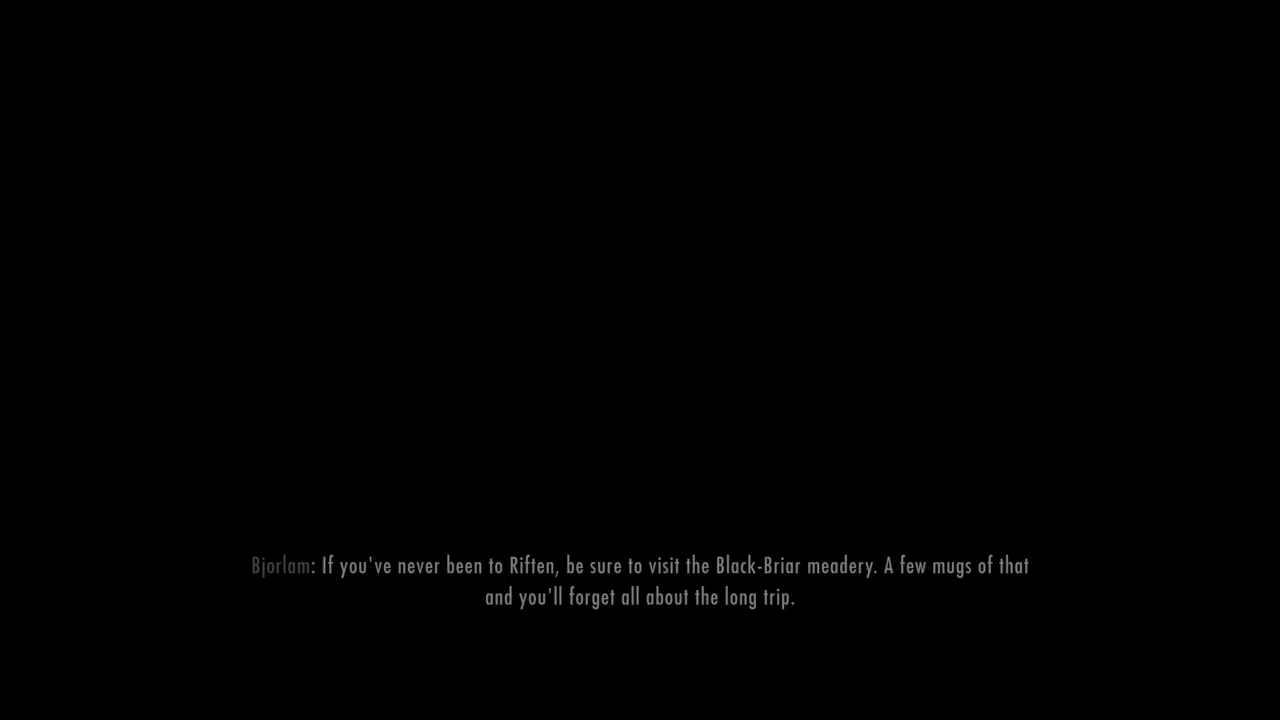 Bjorlam: If you've never been to Riften, be sure to visit the Black-Briar meadery. A few mugs of that
and you'll forget all about the long trip.